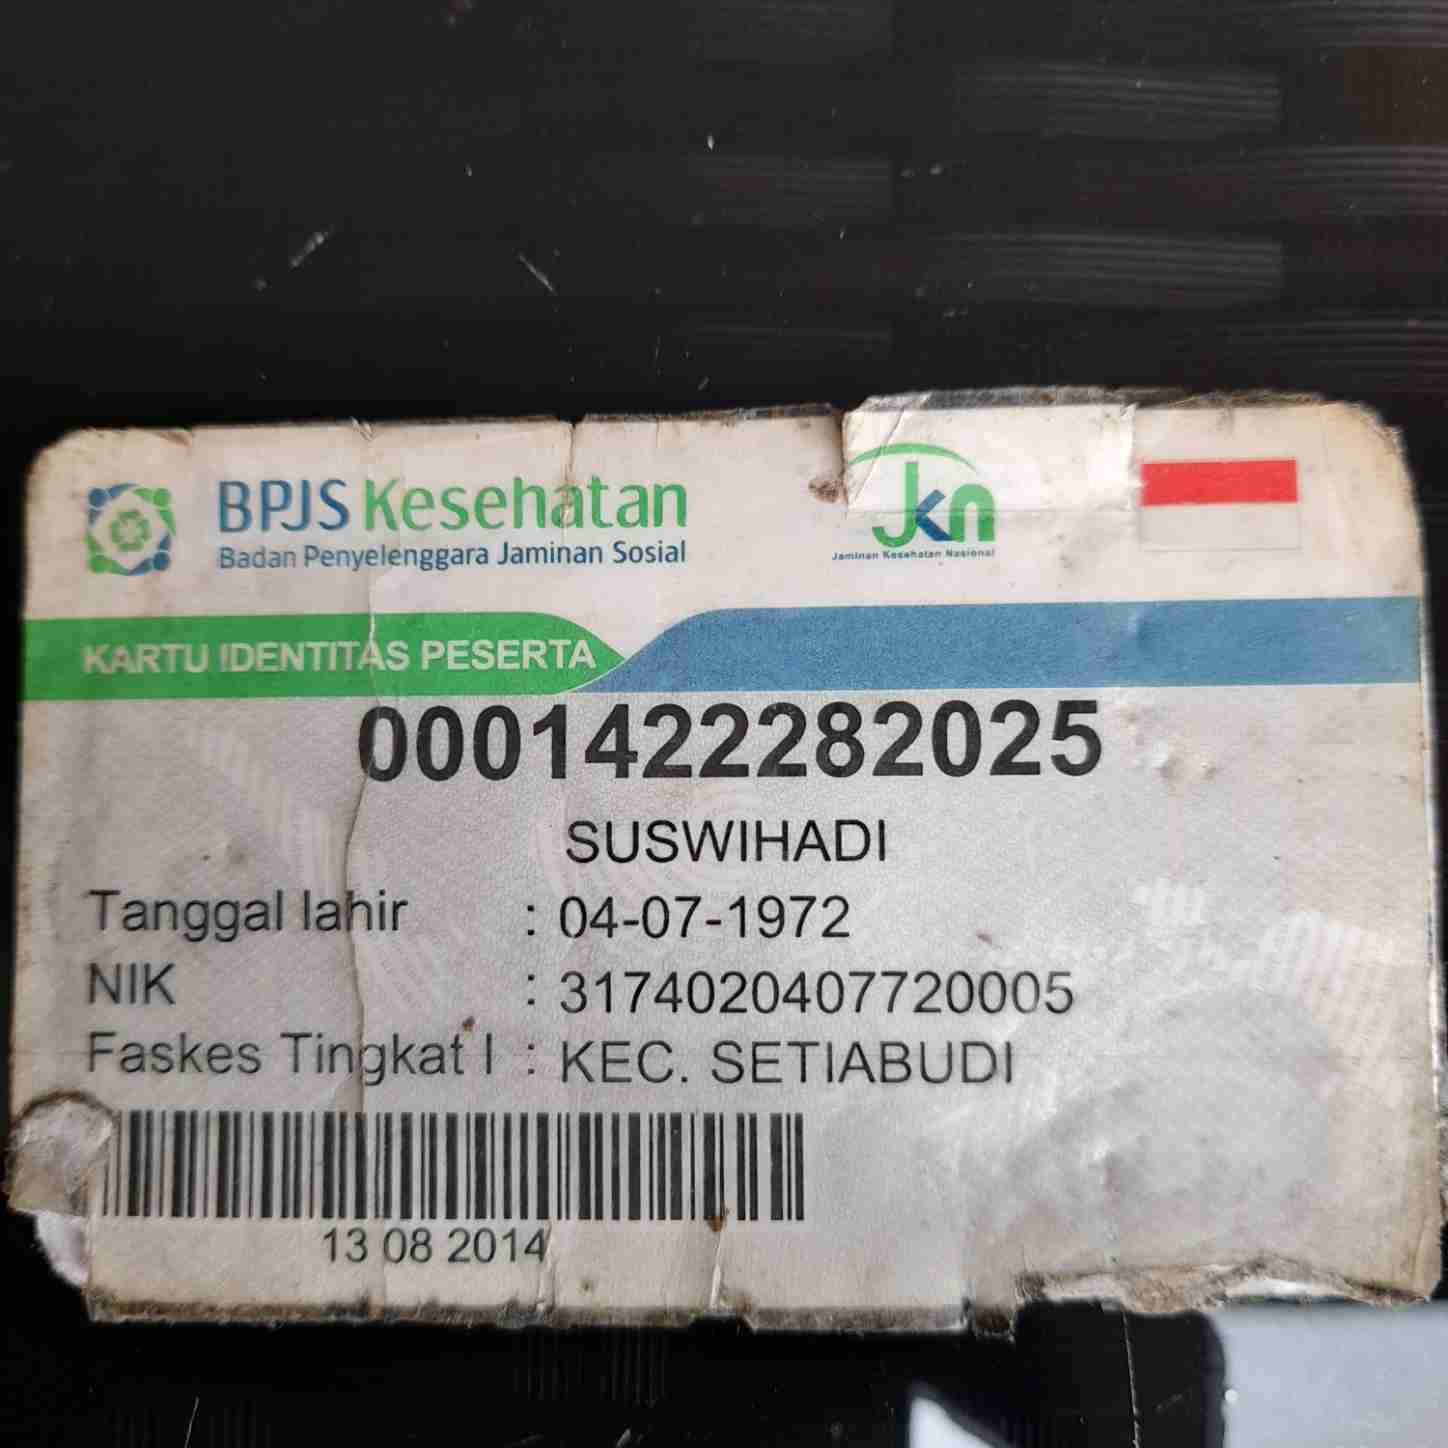 BPJS Kesehatan
Badan Penyelenggara Jaminan Sosial
Jkn
Jaminan Kesehatan Nasional
KARTU IDENTITAS PESERTA
0001422282025
SUSWIHADI
Tanggal lahir : 04-07-1972
NIK : 3174020407720005
Faskes Tingkat I : KEC. SETIABUDI
13 08 2014